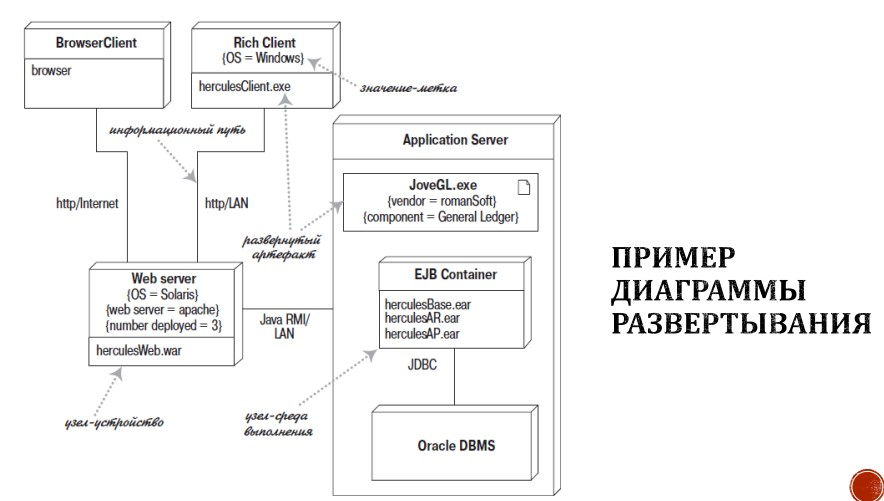 BrowserClient
browser
Rich Client
{OS = Windows}
herculesClient.exe
значение-метка
информационный путь
http/Internet
http/LAN
развернутый
артефакт
Application Server
JoveGL.exe
{vendor = romanSoft}
{component = General Ledger}
Web server
{OS = Solaris}
{web server = apache}
{number deployed = 3}
herculesWeb.war
Java RMI/
LAN
EJB Container
herculesBase.ear
herculesAR.ear
herculesAP.ear
JDBC
узел-устройство
узел-среда
выполнения
Oracle DBMS
ПРИМЕР
ДИАГРАММЫ
РАЗВЕРТЫВАНИЯ